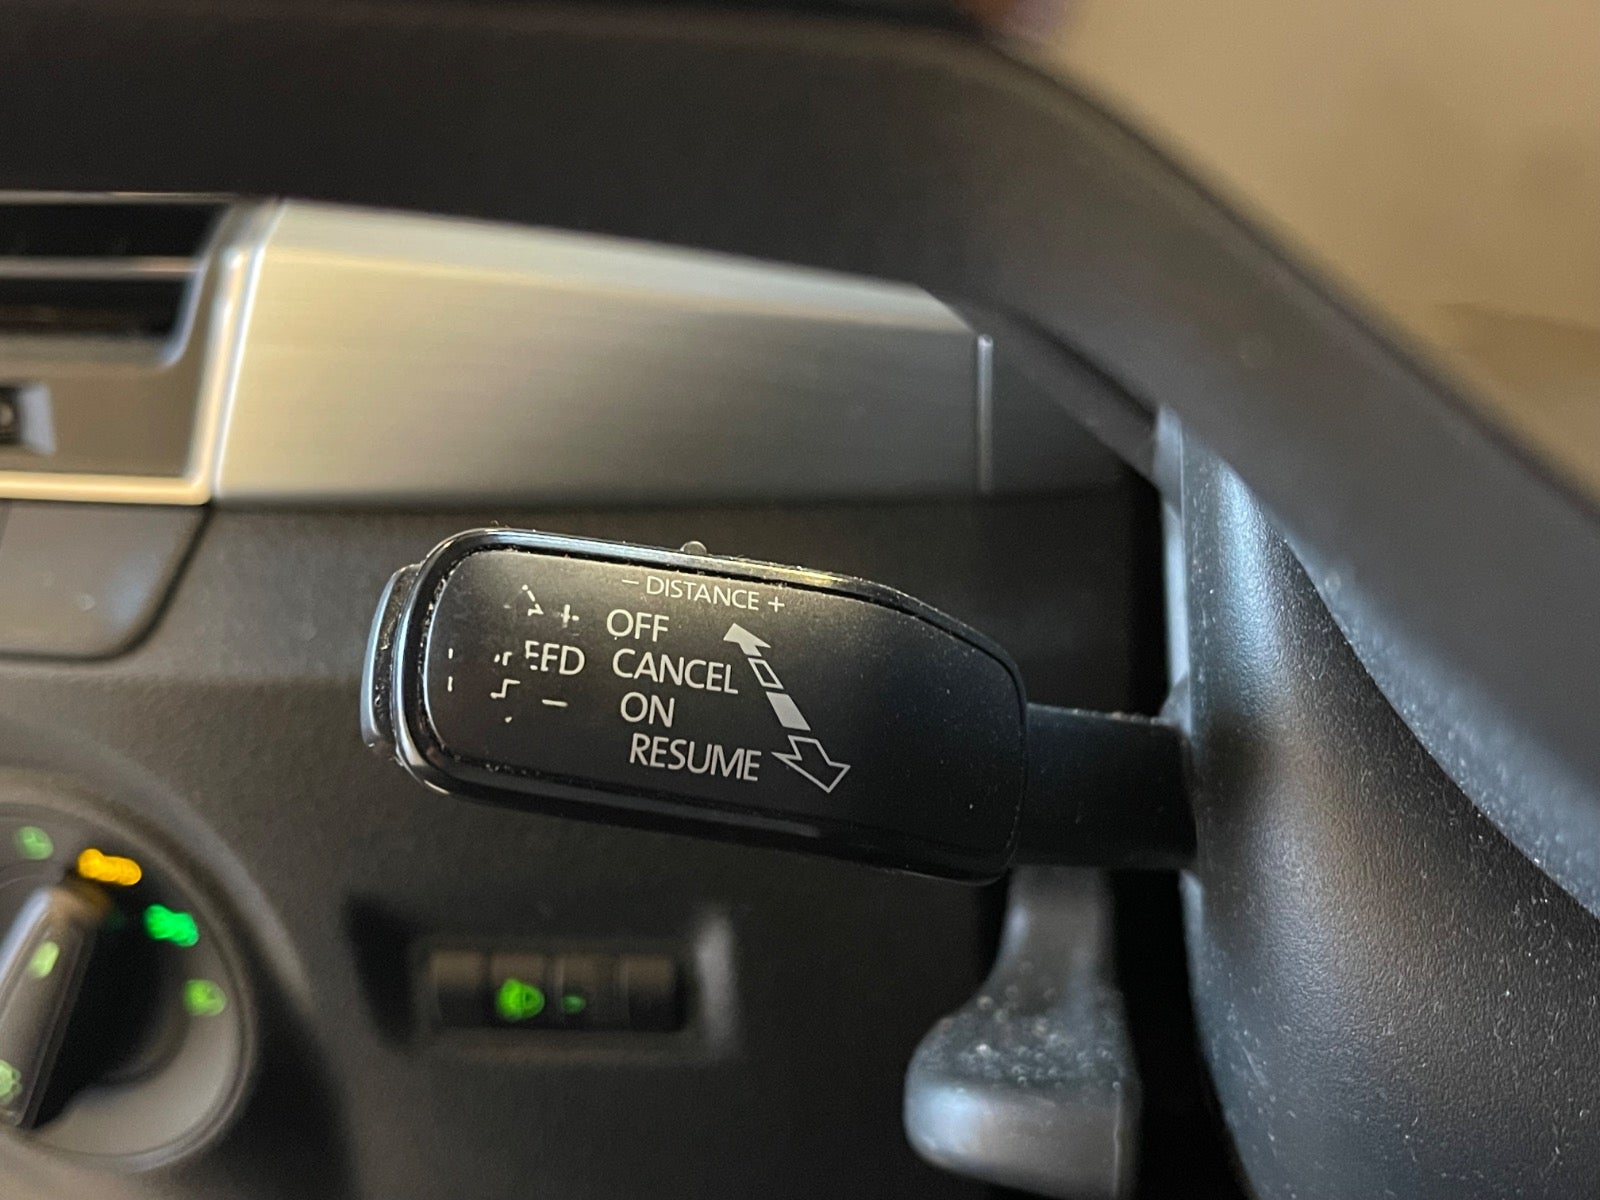 − DISTANCE +
+ OFF
CANCEL
− ON
RESUME